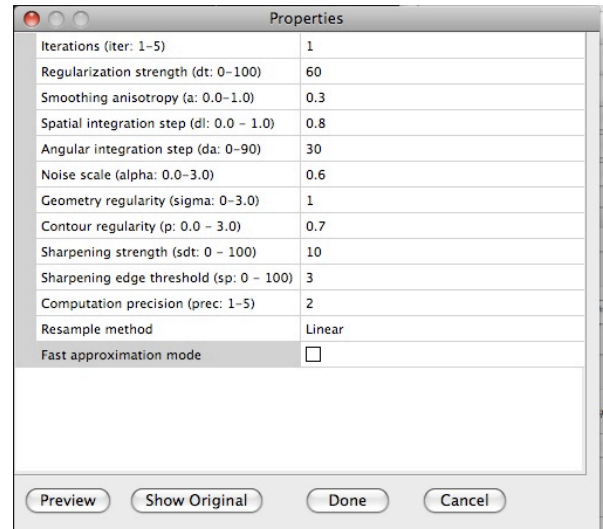 Properties
Iterations (iter: 1-5) 1
Regularization strength (dt: 0-100) 60
Smoothing anisotropy (a: 0.0-1.0) 0.3
Spatial integration step (dl: 0.0 - 1.0) 0.8
Angular integration step (da: 0-90) 30
Noise scale (alpha: 0.0-3.0) 0.6
Geometry regularity (sigma: 0-3.0) 1
Contour regularity (p: 0.0 - 3.0) 0.7
Sharpening strength (sdt: 0 - 100) 10
Sharpening edge threshold (sp: 0 - 100) 3
Computation precision (prec: 1-5) 2
Resample method Linear
Fast approximation mode
Preview Show Original Done Cancel